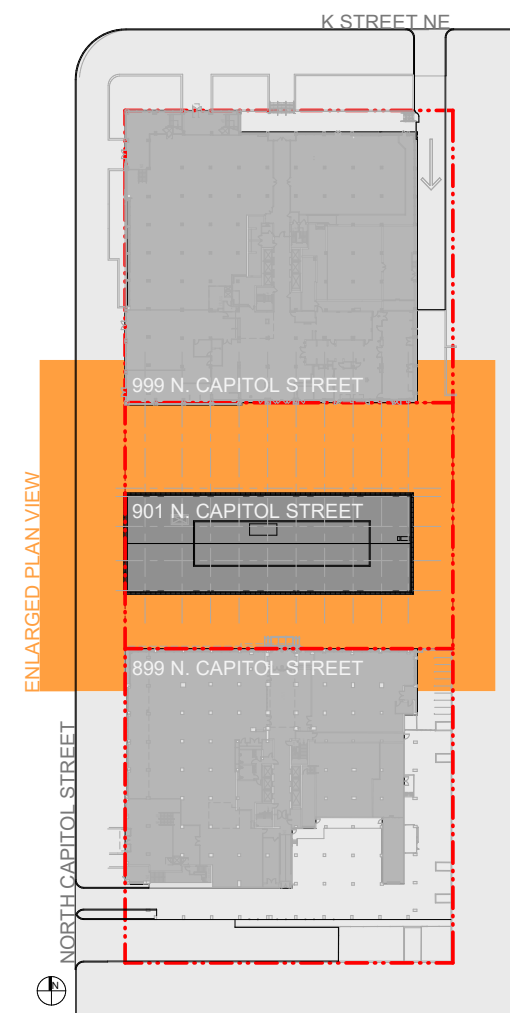 K STREET NE
999 N. CAPITOL STREET
901 N. CAPITOL STREET
ENLARGED PLAN VIEW
899 N. CAPITOL STREET
NORTH CAPITOL STREET
N